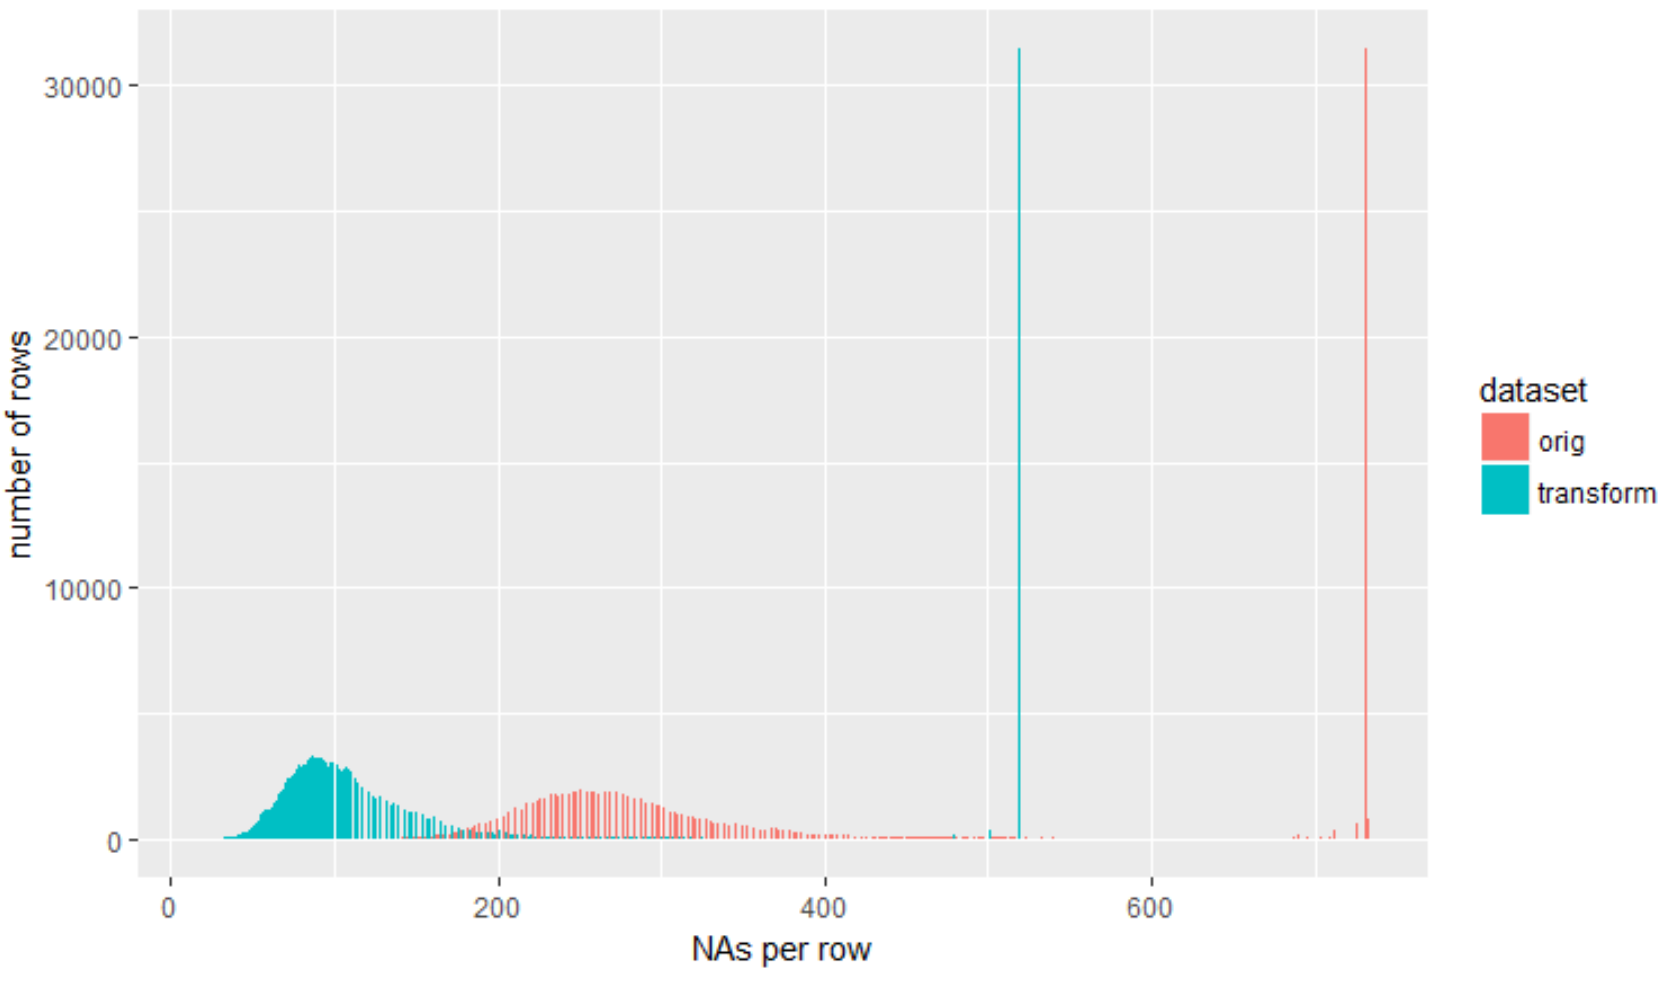 30000
20000
10000
0
number of rows
0
200
400
600
NAs per row
dataset
orig
transform